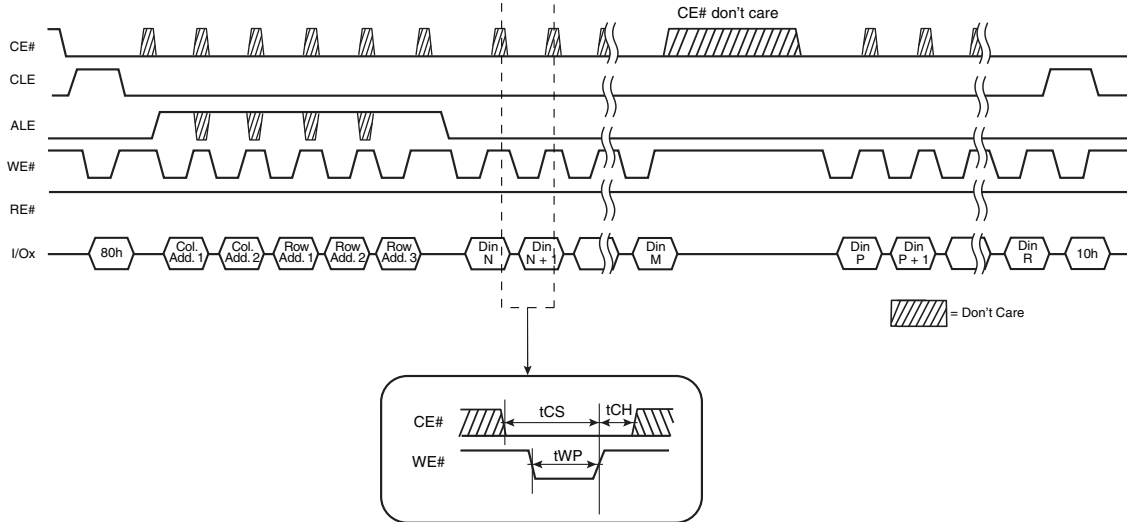 CE# don't care
CE#
CLE
ALE
WE#
RE#
I/Ox
80h
Col.
Add. 1
Col.
Add. 2
Row
Add. 1
Row
Add. 2
Row
Add. 3
Din
N
Din
N + 1
Din
M
Din
P
Din
P + 1
Din
R
10h
= Don't Care
CE#
tCS
tCH
WE#
tWP